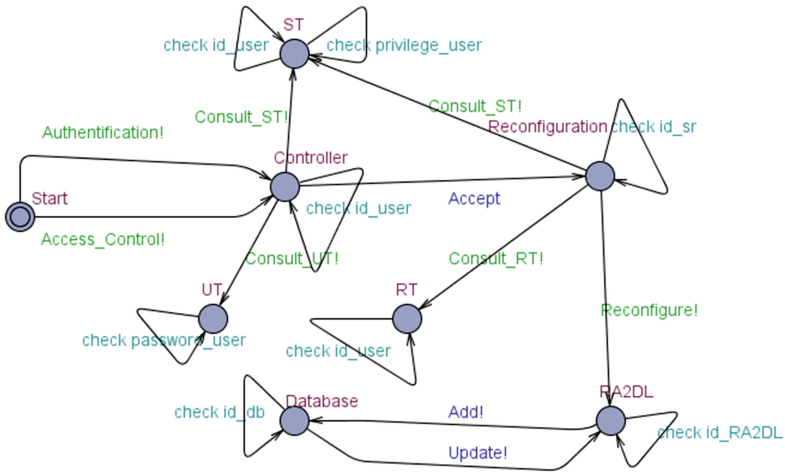 ST
check id_user
check privilege_user
Consult_ST!
Consult_ST!
Reconfiguration
check id_sr
Authentification!
Controller
Start
Accept
check id_user
Access_Control!
Consult_UT!
Consult_RT!
UT
RT
Reconfigure!
check password_user
check id_user
RA2DL
Database
check id_db
Add!
check id_RA2DL
Update!